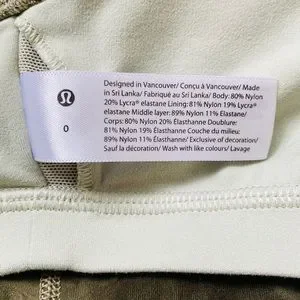 Designed in Vancouver/ Conçu à Vancouver/ Made
in Sri Lanka/ Fabriqué au Sri Lanka/ Body: 80% Nylon
20% Lycra® elastane Lining: 81% Nylon 19% Lycra®
elastane Middle layer: 89% Nylon 11% Elastane/
Corps: 80% Nylon 20% Élasthanne Doublure:
81% Nylon 19% Élasthanne Couche du milieu:
89% Nylon 11% Élasthanne/ Exclusive of decoration/
Sauf la décoration/ Wash with like colours/ Lavage
0